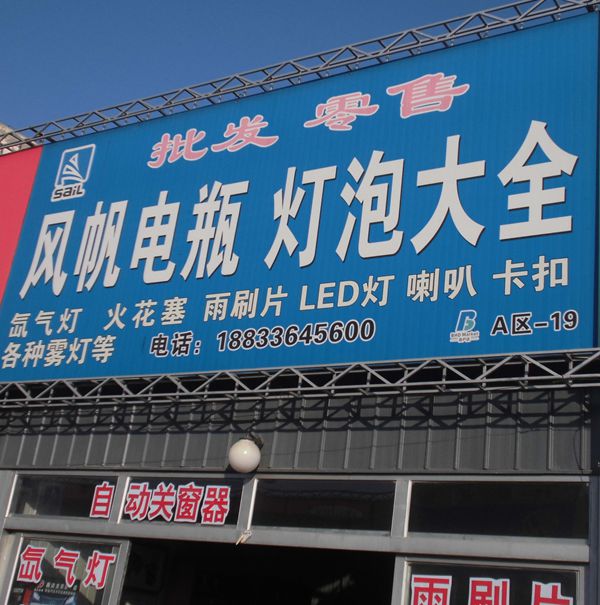 批发 零售
SAIL
风帆电瓶 灯泡大全
氙气灯 火花塞 雨刷片 LED灯 喇叭 卡扣
各种雾灯等 电话：18833645600 A区-19
自动关窗器
氙气灯
雨刷片